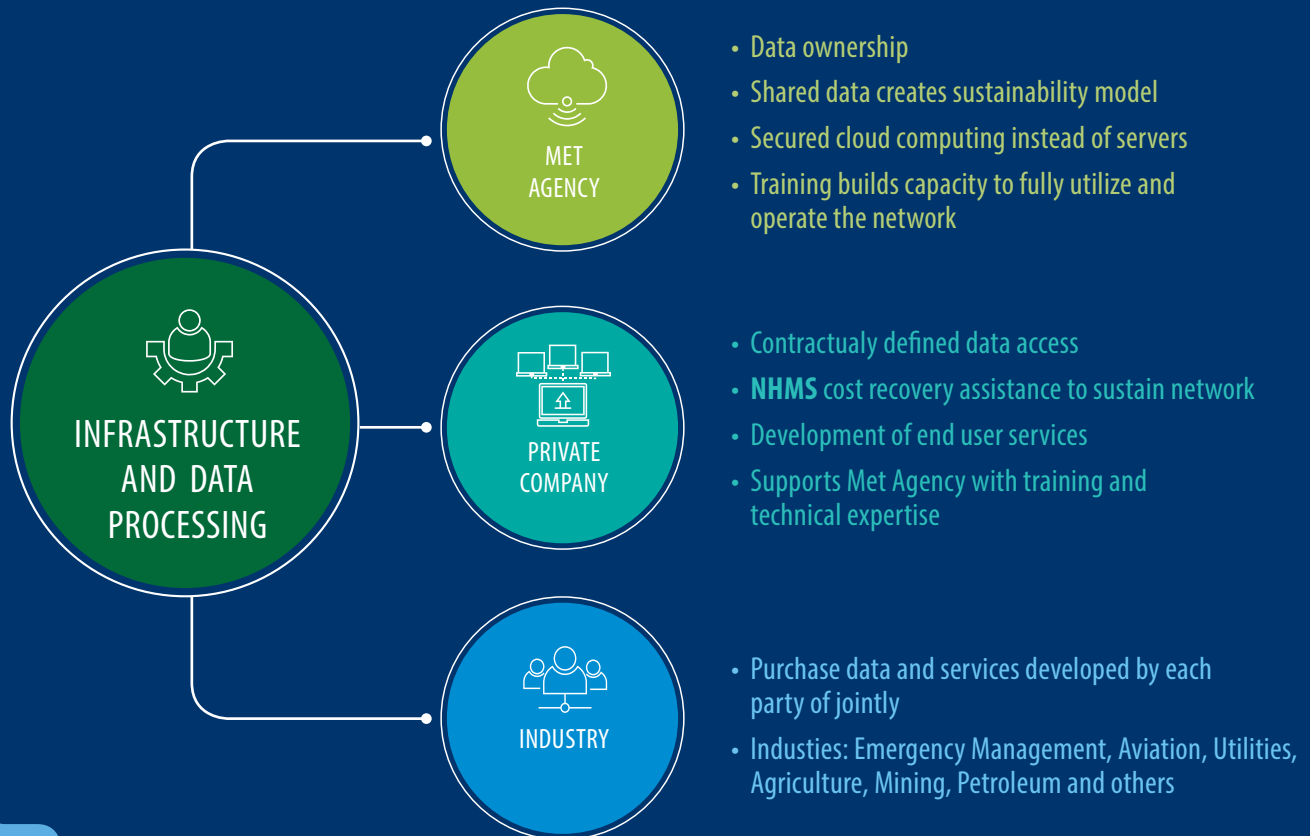 INFRASTRUCTURE
AND DATA
PROCESSING
MET
AGENCY
• Data ownership
• Shared data creates sustainability model
• Secured cloud computing instead of servers
• Training builds capacity to fully utilize and
operate the network
PRIVATE
COMPANY
• Contractualy defined data access
• NHMS cost recovery assistance to sustain network
• Development of end user services
• Supports Met Agency with training and
technical expertise
INDUSTRY
• Purchase data and services developed by each
party of jointly
• Industies: Emergency Management, Aviation, Utilities,
Agriculture, Mining, Petroleum and others